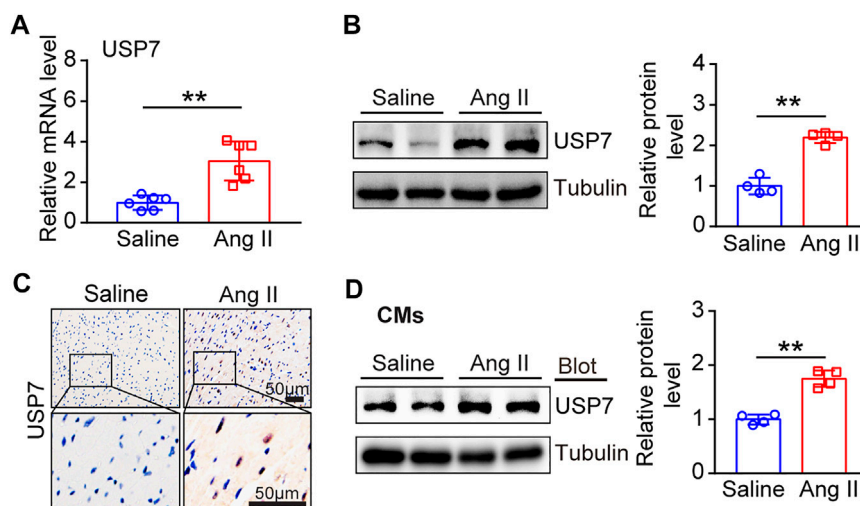 A
USP7
Relative mRNA level
8
6
4
2
0
**
Saline Ang II
B
Saline Ang II
USP7
Tubulin
Relative protein
level
4
3
2
1
0
**
Saline Ang II
C
Saline Ang II
USP7
50µm
50µm
D
CMs
Saline Ang II Blot
USP7
Tubulin
Relative protein
level
3
2
1
0
**
Saline Ang II